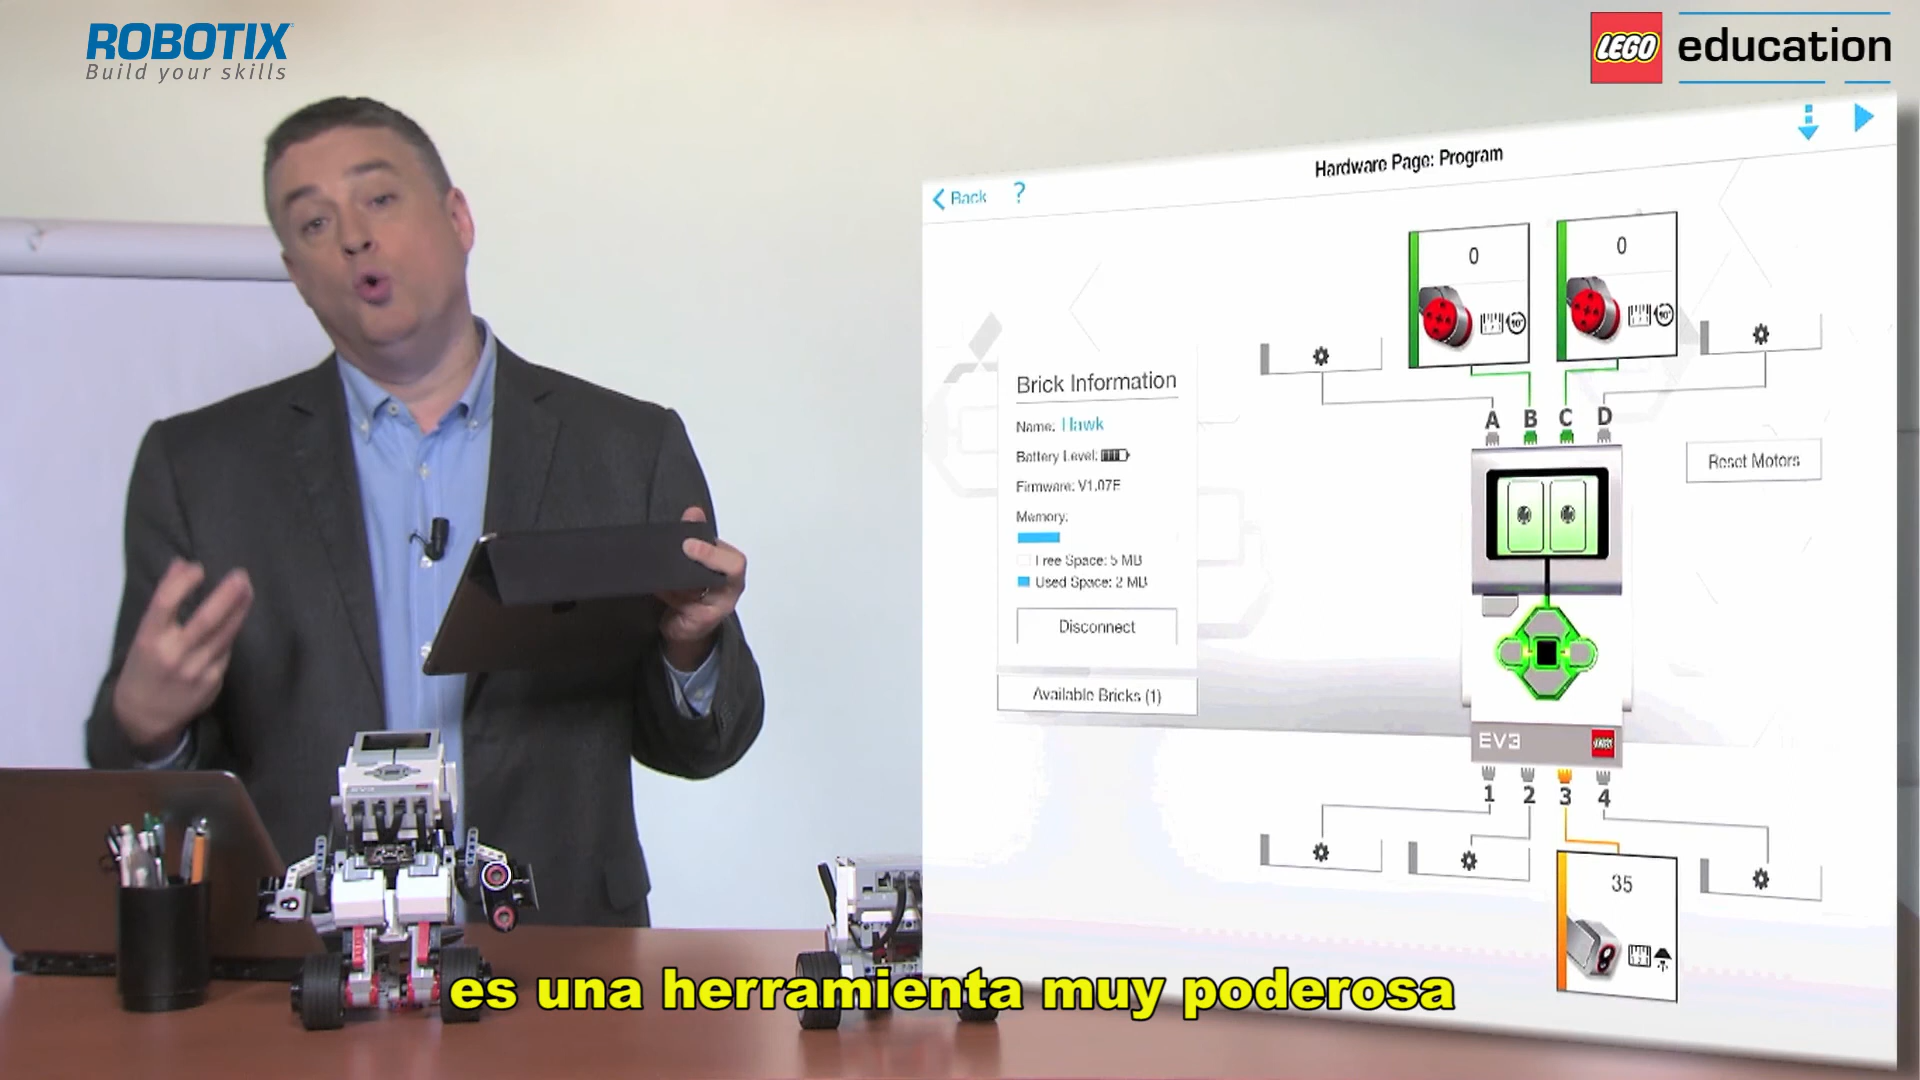 ROBOTIX
Build your skills
LEGO education
Hardware Page: Program
Back ?
0
0
Brick Information
Name: Hawk
Battery Level:
Firmware: V1.07E
Memory:
Free Space: 5 MB
Used Space: 2 MB
Disconnect
Available Bricks (1)
A B C D
Reset Motors
EV3
1 2 3 4
35
es una herramienta muy poderosa